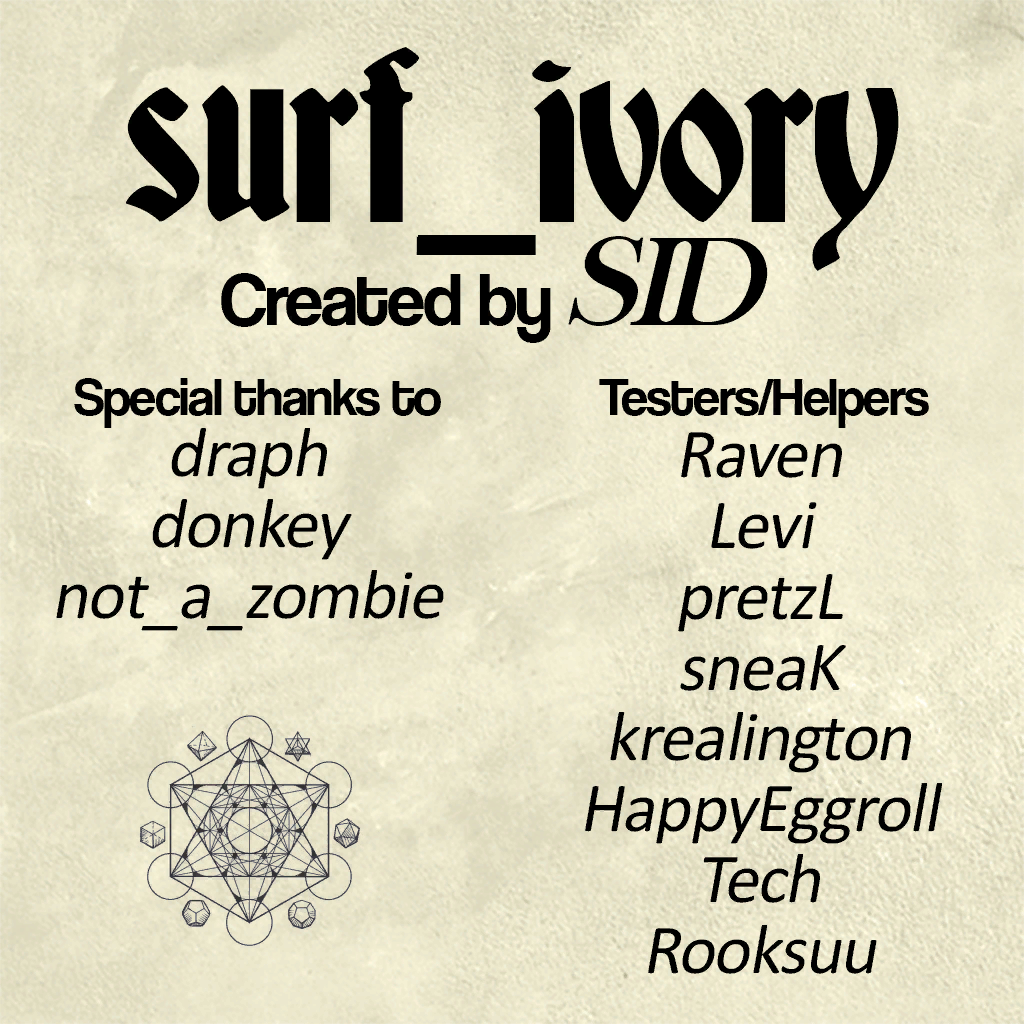 surf_ivory
Created by SID
Special thanks to
draph
donkey
not_a_zombie
Testers/Helpers
Raven
Levi
pretzL
sneaK
krealington
HappyEggroll
Tech
Rooksuu